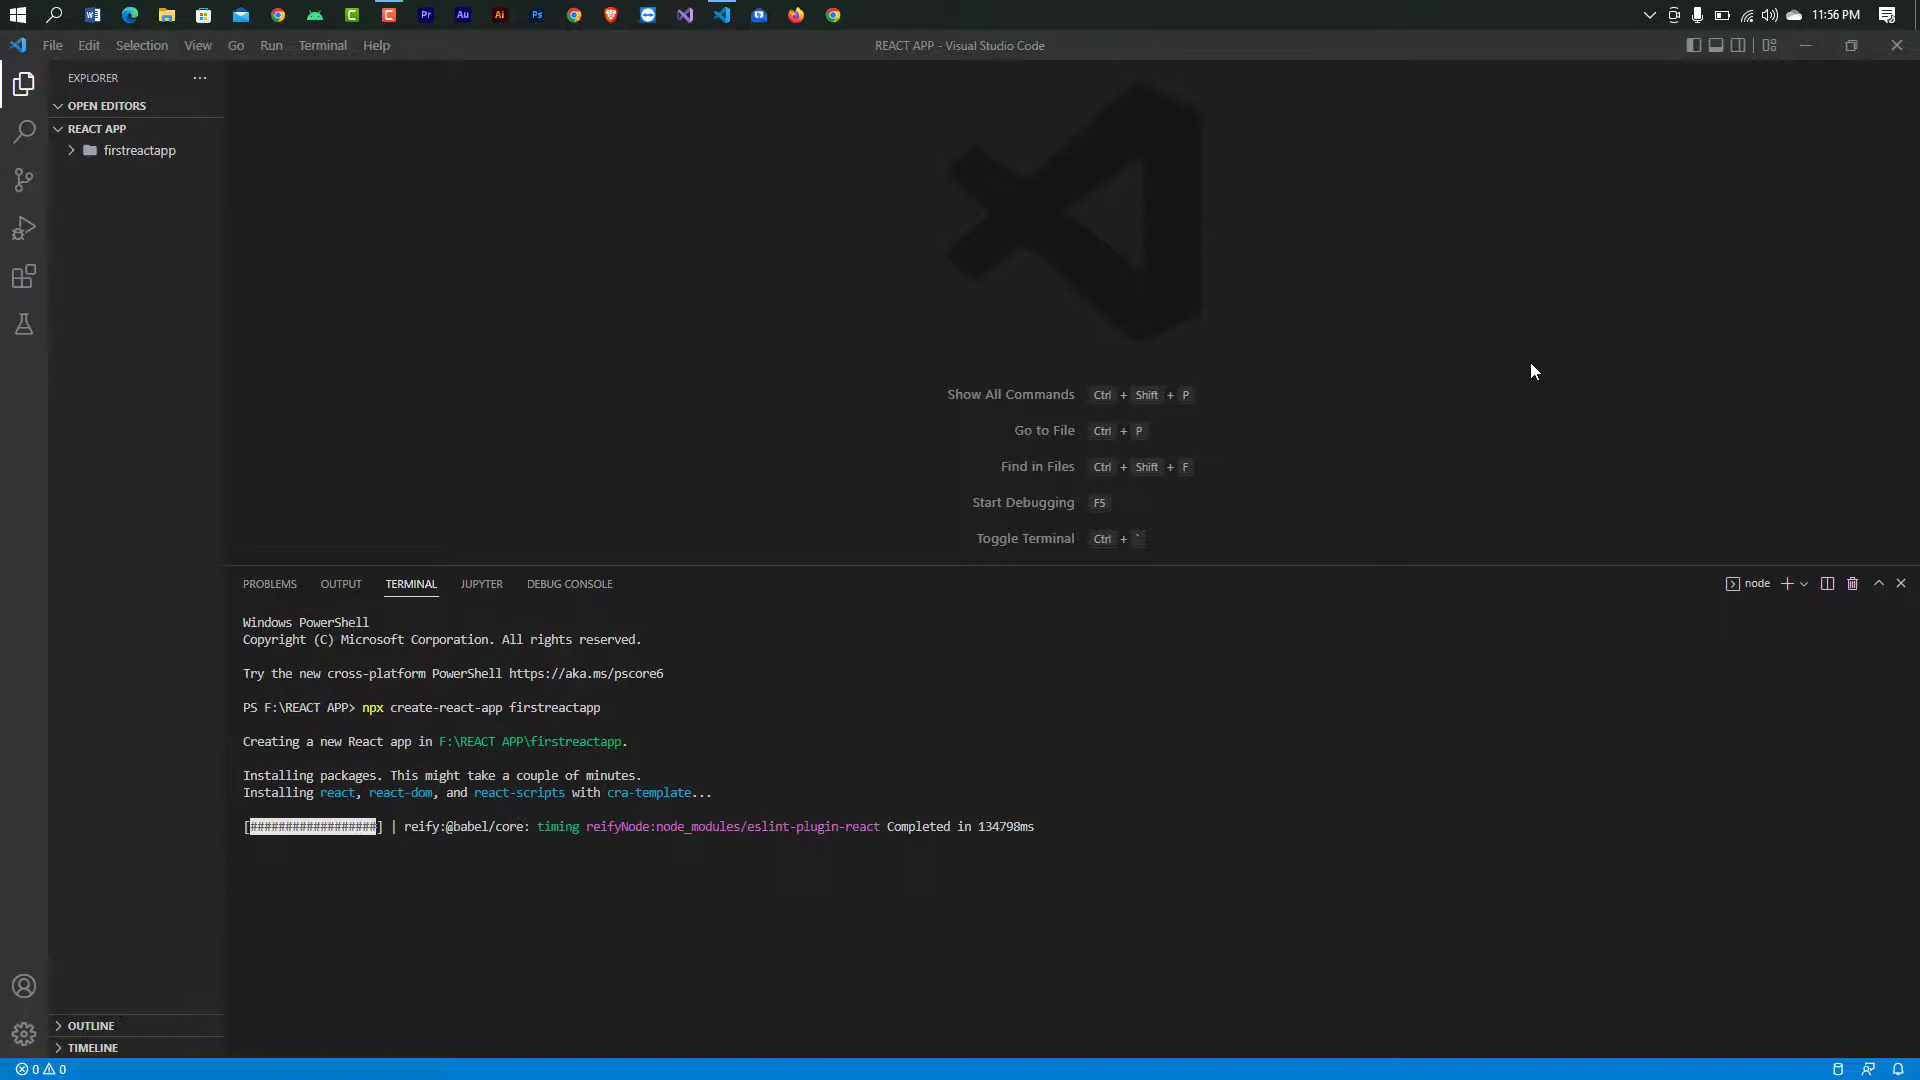 Pr
Au
Ai
Ps
11:56 PM
File Edit Selection View Go Run Terminal Help
REACT APP - Visual Studio Code
EXPLORER
OPEN EDITORS
REACT APP
firstreactapp
Show All Commands Ctrl + Shift + P
Go to File Ctrl + P
Find in Files Ctrl + Shift + F
Start Debugging F5
Toggle Terminal Ctrl + `
PROBLEMS OUTPUT TERMINAL JUPYTER DEBUG CONSOLE
node
Windows PowerShell
Copyright (C) Microsoft Corporation. All rights reserved.
Try the new cross-platform PowerShell https://aka.ms/pscore6
PS F:\REACT APP> npx create-react-app firstreactapp
Creating a new React app in F:\REACT APP\firstreactapp.
Installing packages. This might take a couple of minutes.
Installing react, react-dom, and react-scripts with cra-template...
[##################] | reify:@babel/core: timing reifyNode:node_modules/eslint-plugin-react Completed in 134798ms
OUTLINE
TIMELINE
0 0